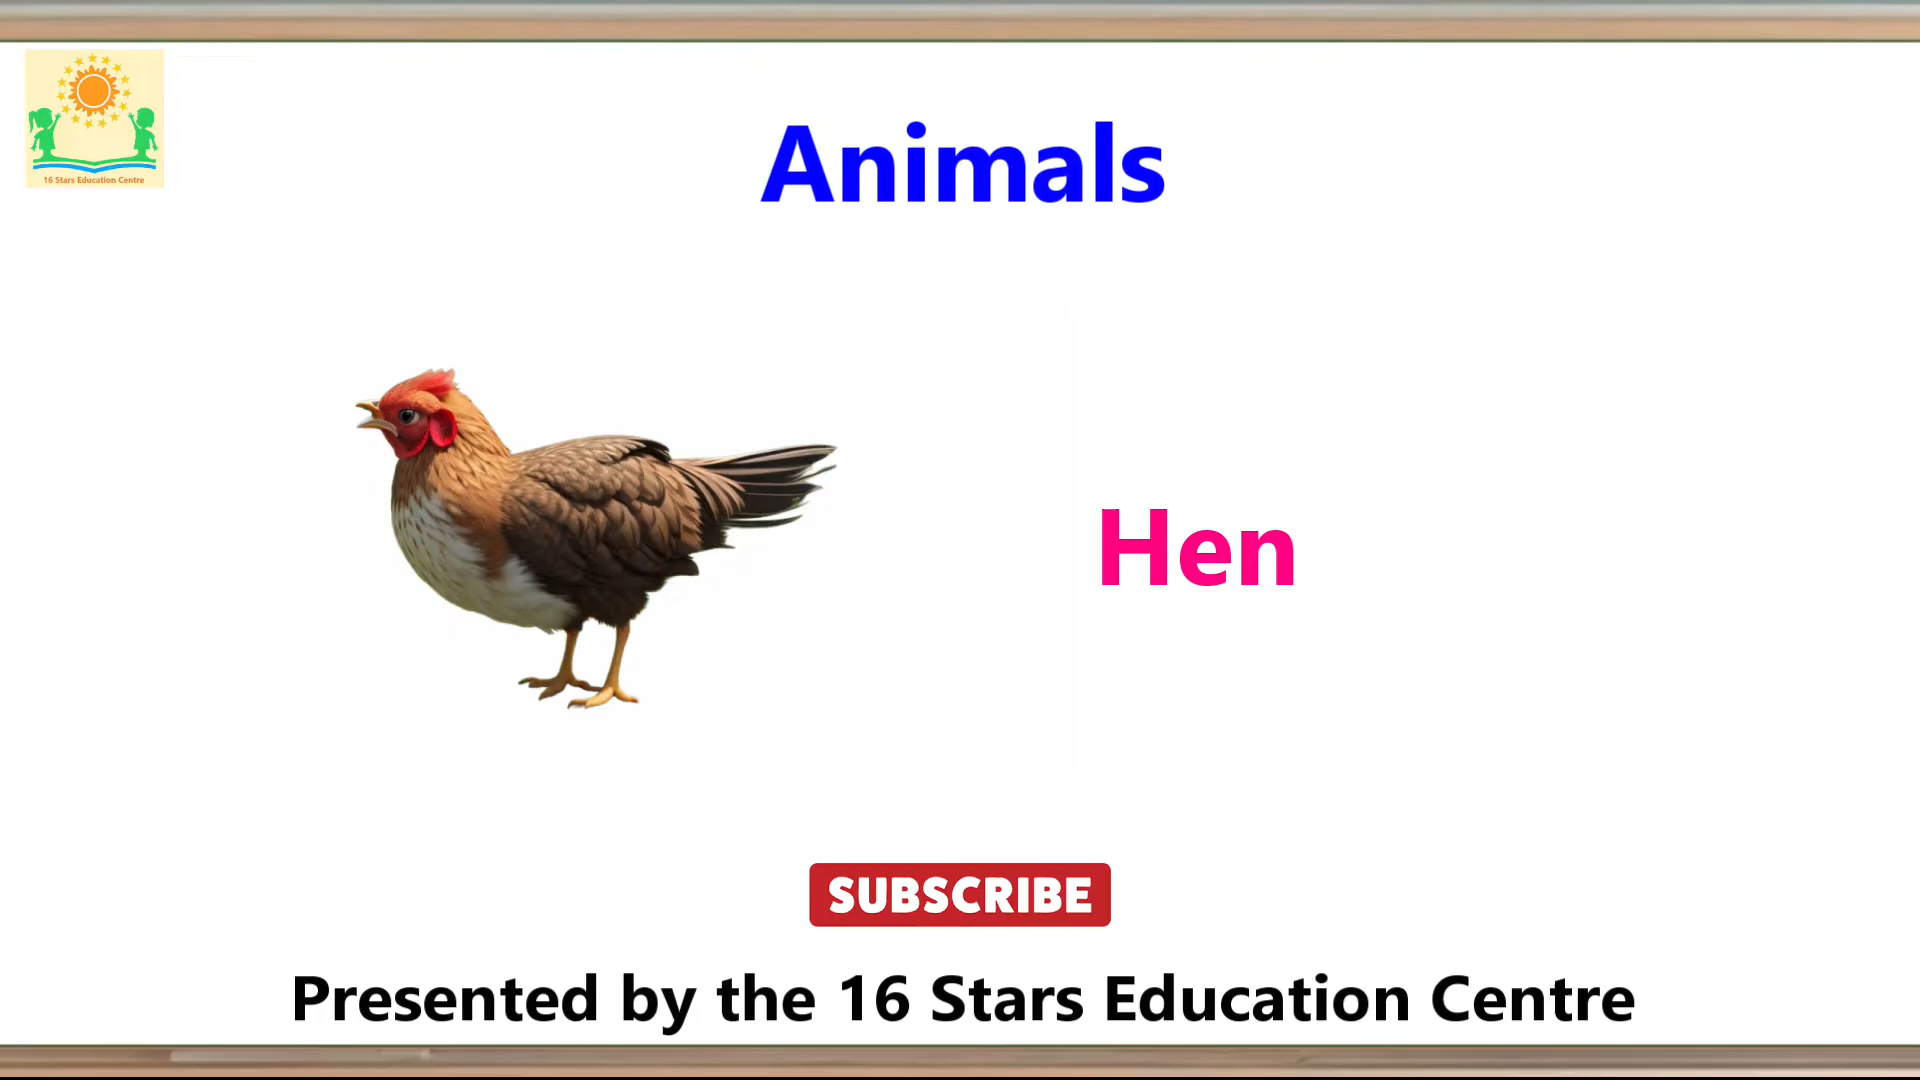 16 Stars Education Centre
Animals
Hen
SUBSCRIBE
Presented by the 16 Stars Education Centre